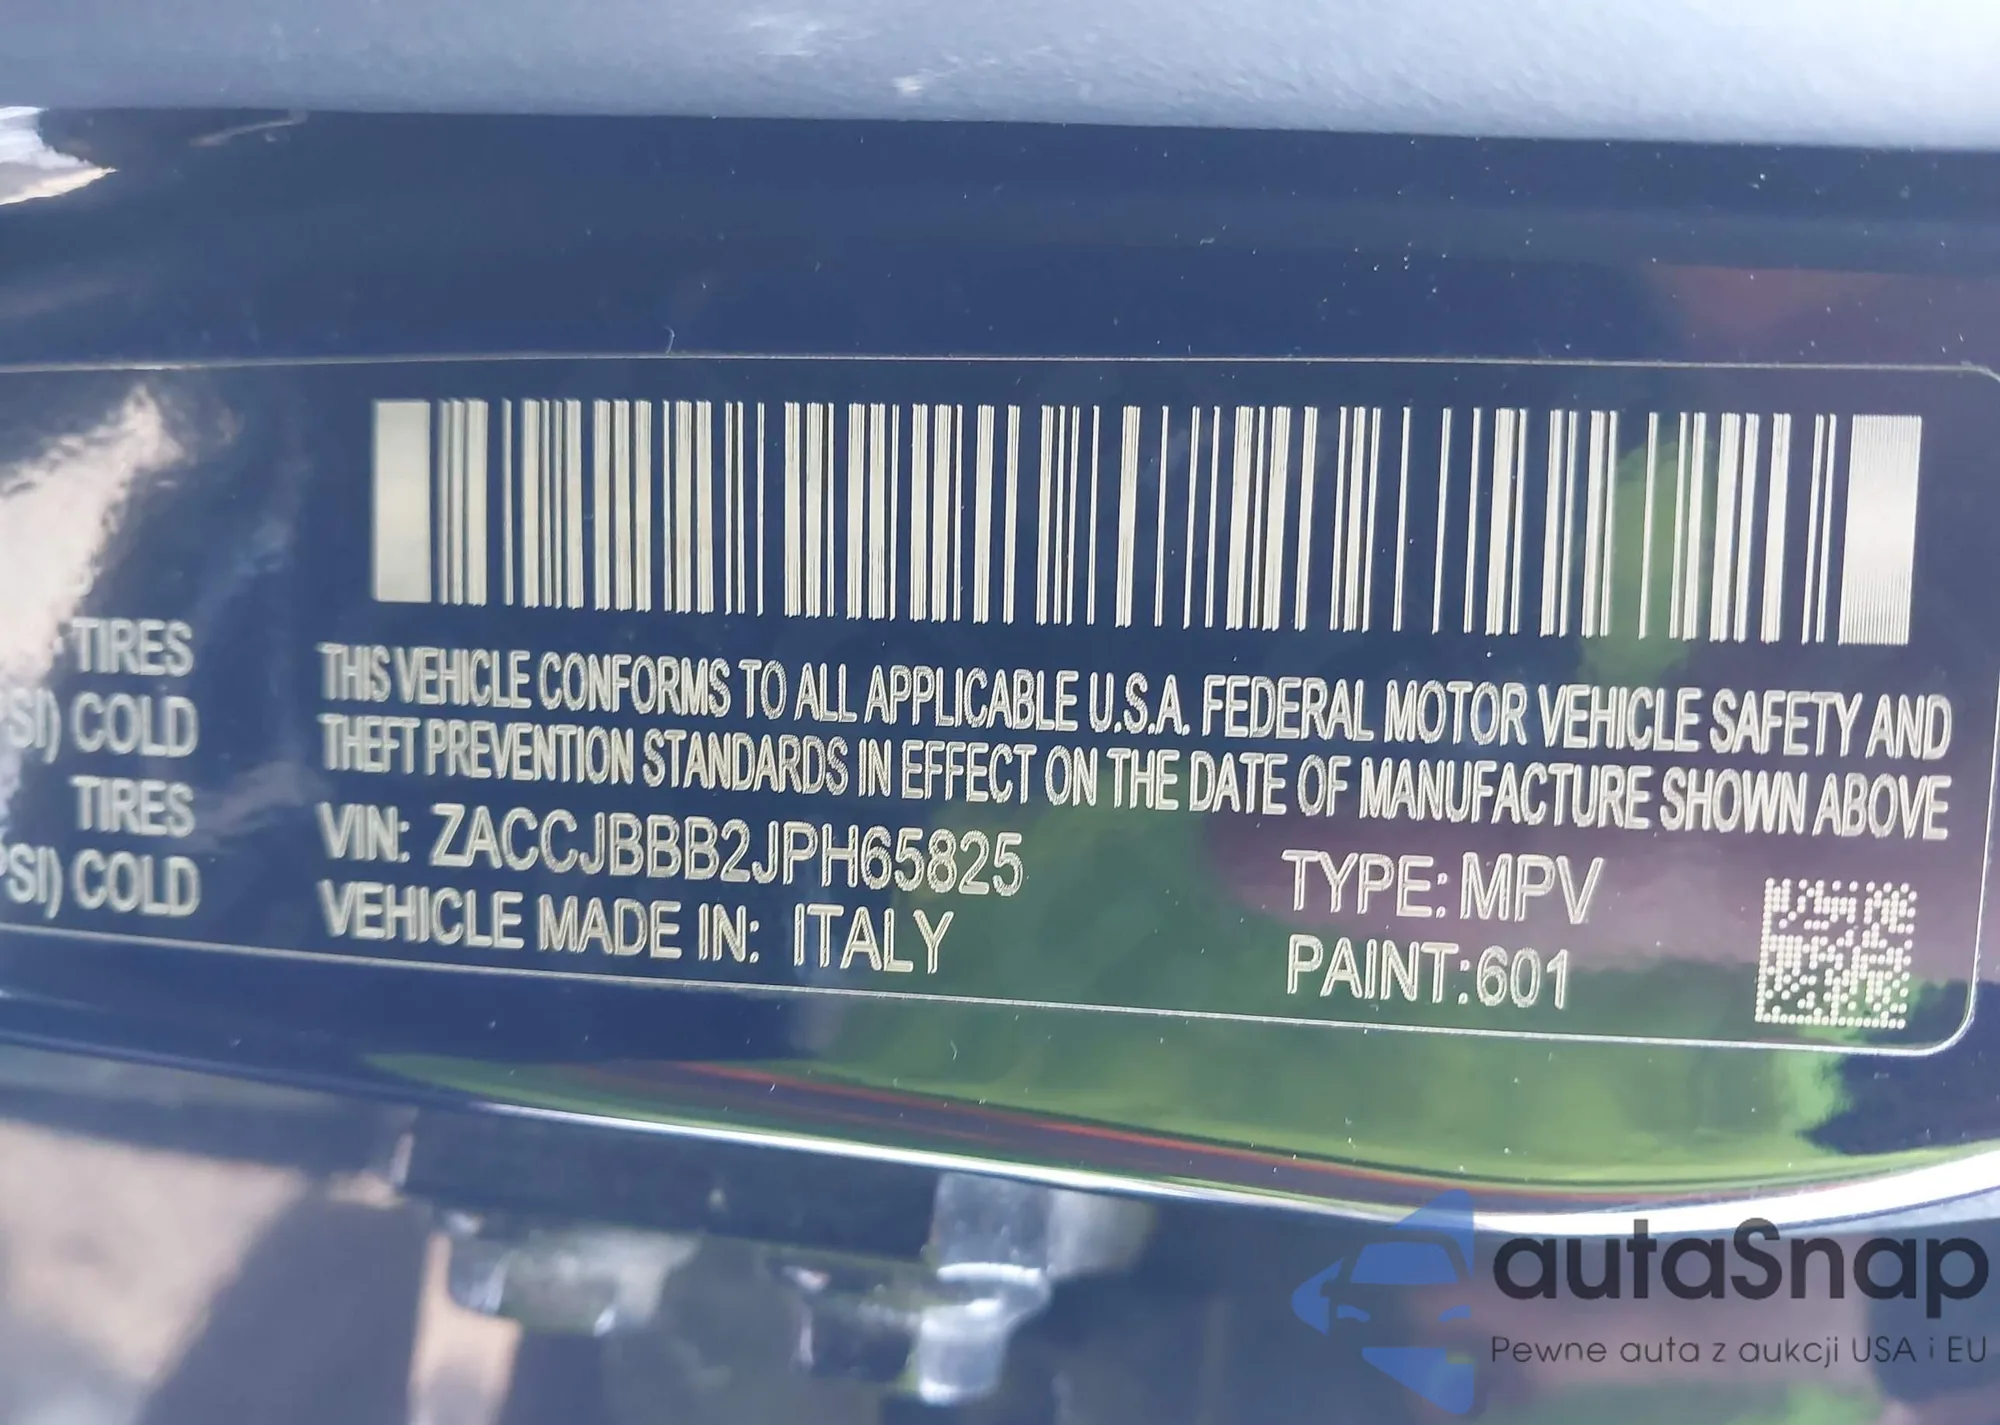 TIRES
SI) COLD
TIRES
PSI) COLD
THIS VEHICLE CONFORMS TO ALL APPLICABLE U.S.A. FEDERAL MOTOR VEHICLE SAFETY AND
THEFT PREVENTION STANDARDS IN EFFECT ON THE DATE OF MANUFACTURE SHOWN ABOVE
VIN: ZACCJBBB2JPH65825
TYPE: MPV
VEHICLE MADE IN: ITALY
PAINT:601
autaSnap
Pewne auta z aukcji USA i EU